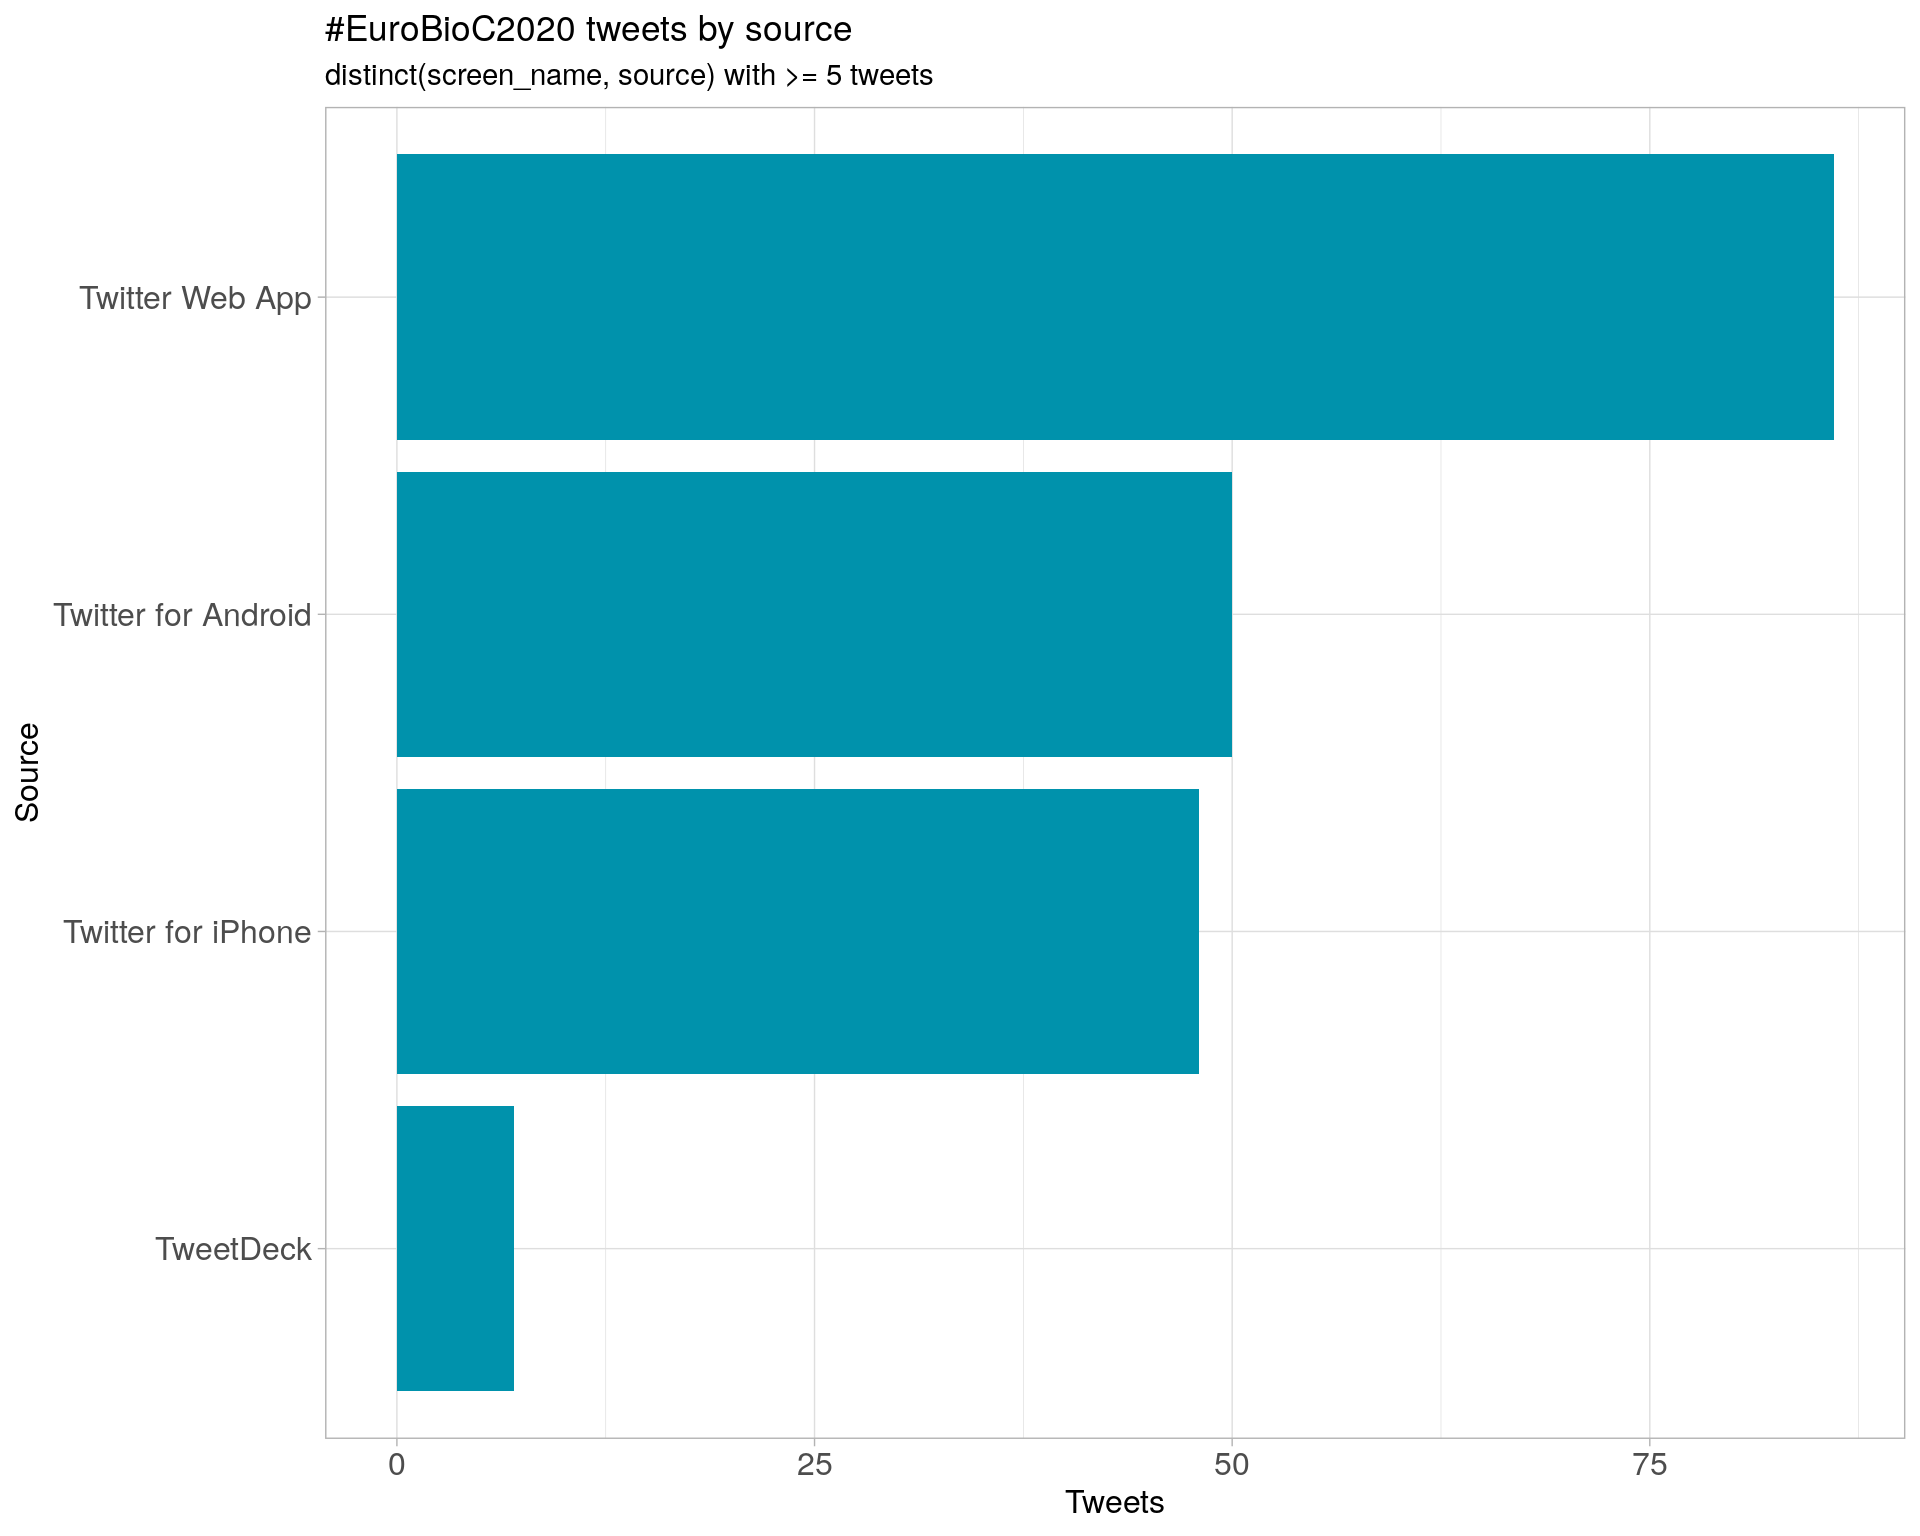 #EuroBioC2020 tweets by source
distinct(screen_name, source) with >= 5 tweets
Source
Twitter Web App
Twitter for Android
Twitter for iPhone
TweetDeck
0 25 50 75
Tweets